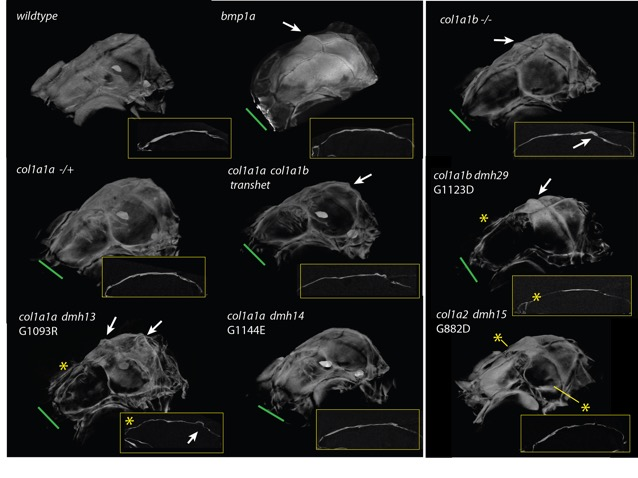 wildtype
bmp1a
col1a1b -/-
col1a1a -/+
col1a1a col1a1b
transhet
col1a1b dmh29
G1123D
*
*
col1a1a dmh13
G1093R
*
*
col1a1a dmh14
G1144E
col1a2 dmh15
G882D
*
*